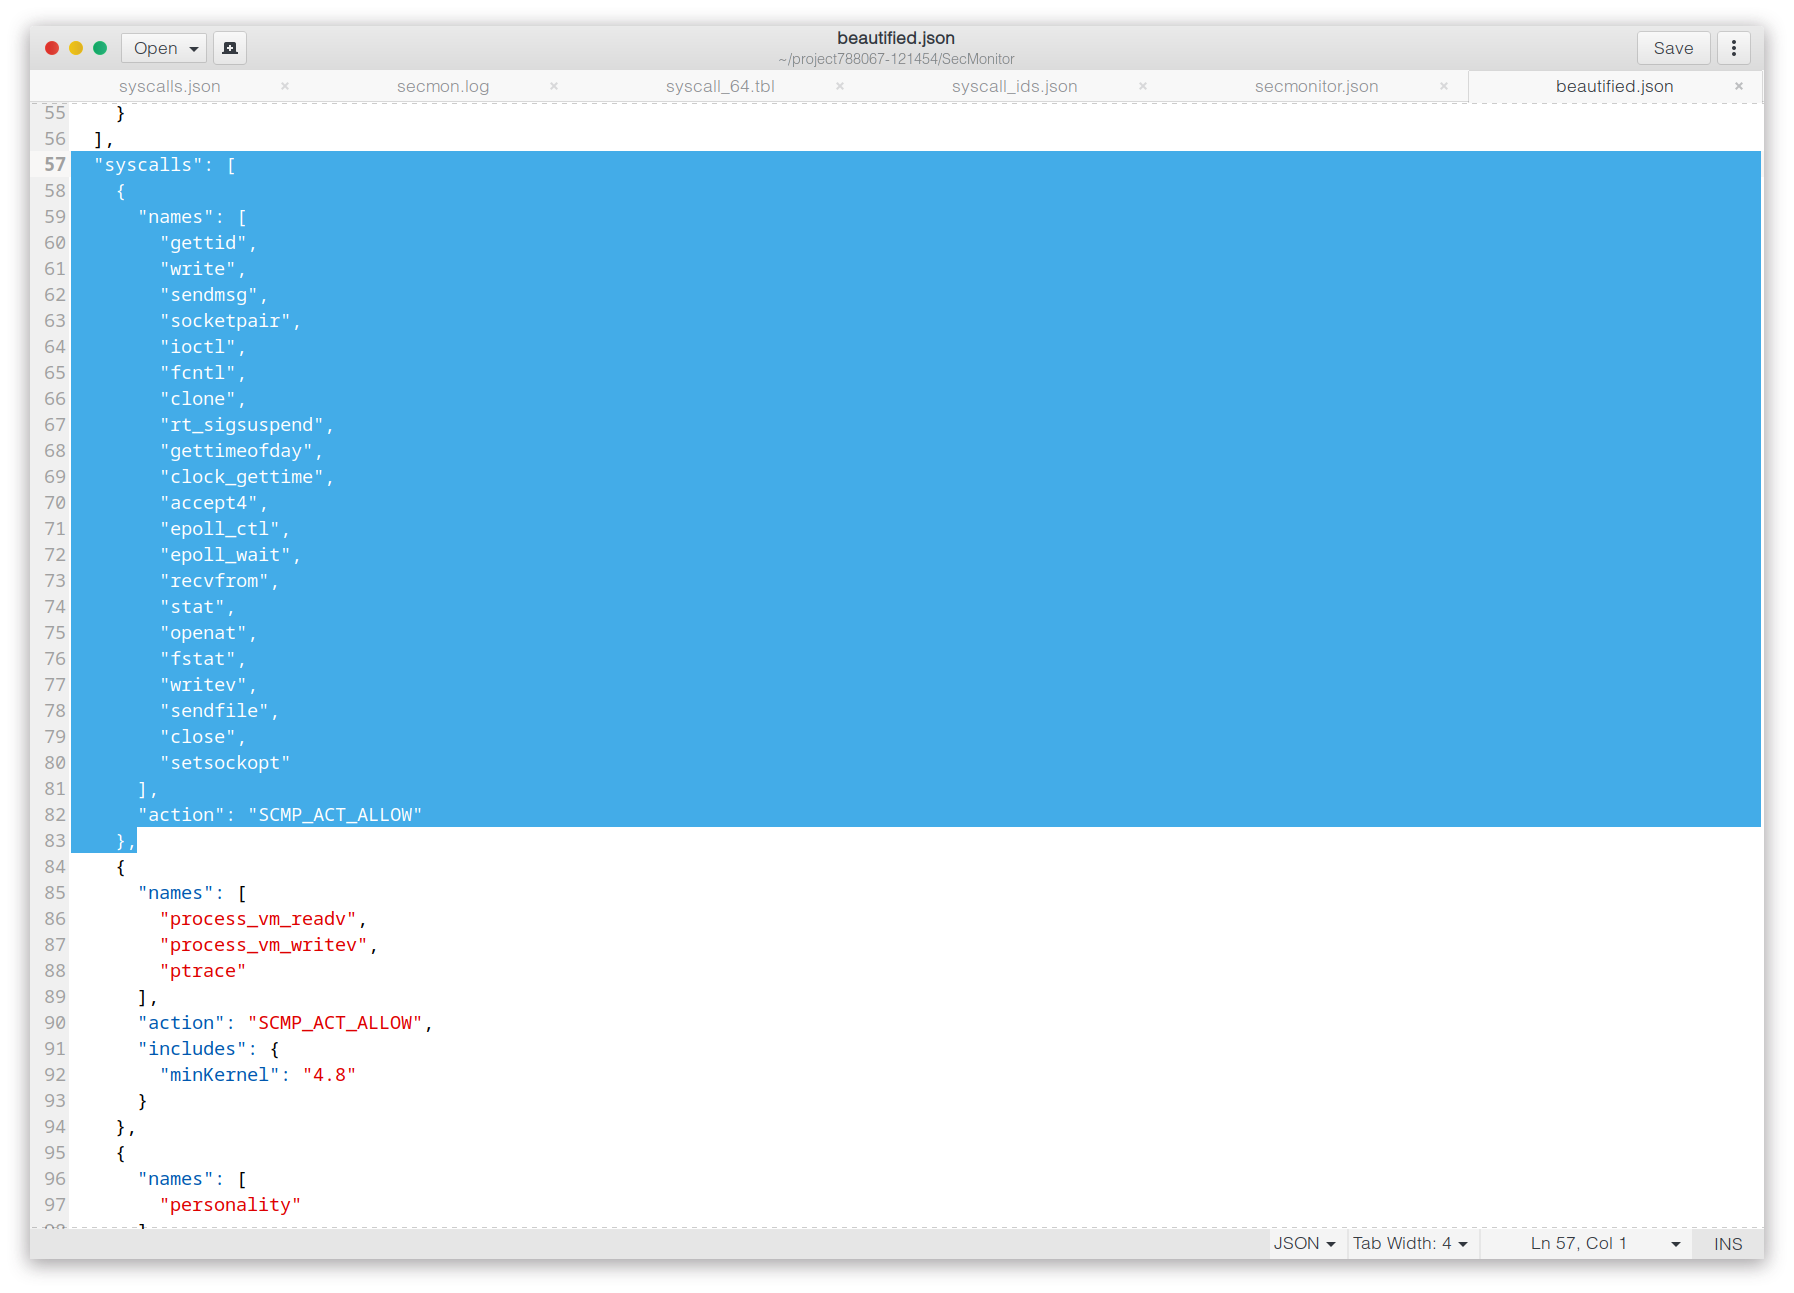 Open
beautified.json
~/project788067-121454/SecMonitor
Save
syscalls.json × secmon.log × syscall_64.tbl × syscall_ids.json × secmonitor.json × beautified.json ×
55     }
56   ],
57   "syscalls": [
58     {
59       "names": [
60         "gettid",
61         "write",
62         "sendmsg",
63         "socketpair",
64         "ioctl",
65         "fcntl",
66         "clone",
67         "rt_sigsuspend",
68         "gettimeofday",
69         "clock_gettime",
70         "accept4",
71         "epoll_ctl",
72         "epoll_wait",
73         "recvfrom",
74         "stat",
75         "openat",
76         "fstat",
77         "writev",
78         "sendfile",
79         "close",
80         "setsockopt"
81       ],
82       "action": "SCMP_ACT_ALLOW"
83     },
84     {
85       "names": [
86         "process_vm_readv",
87         "process_vm_writev",
88         "ptrace"
89       ],
90       "action": "SCMP_ACT_ALLOW",
91       "includes": {
92         "minKernel": "4.8"
93       }
94     },
95     {
96       "names": [
97         "personality"
JSON Tab Width: 4 Ln 57, Col 1 INS